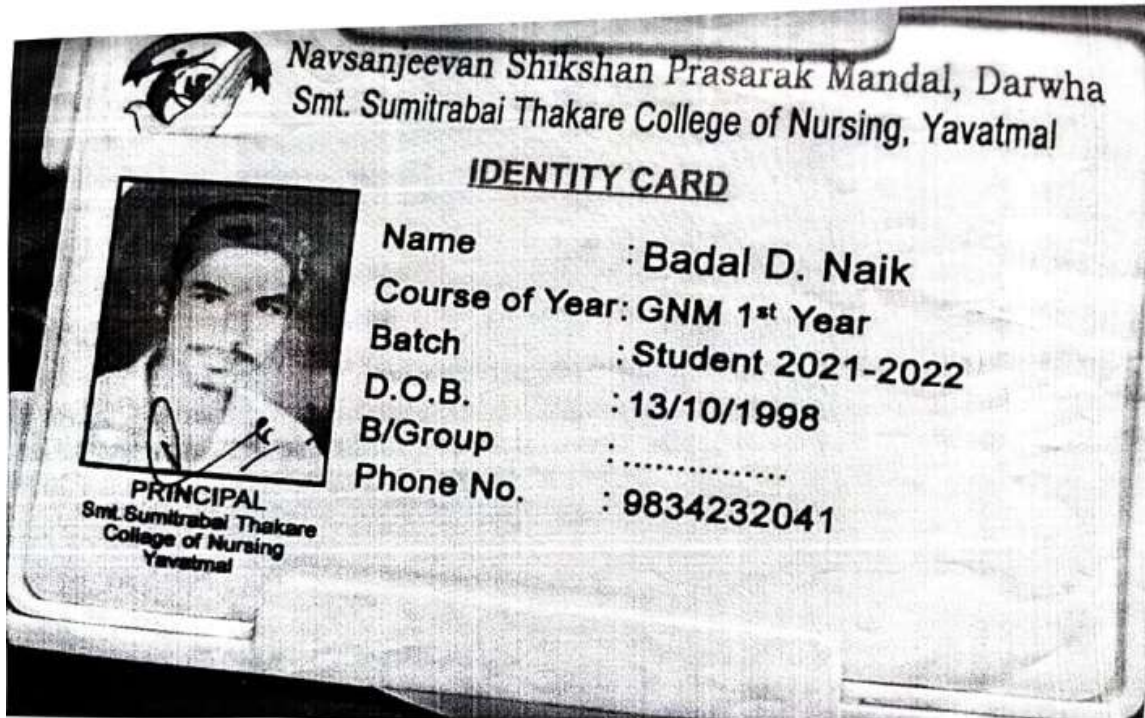 Navsanjeevan Shikshan Prasarak Mandal, Darwha
Smt. Sumitrabai Thakare College of Nursing, Yavatmal
IDENTITY CARD
Name : Badal D. Naik
Course of Year: GNM 1st Year
Batch : Student 2021-2022
D.O.B. : 13/10/1998
B/Group : ...............
Phone No. : 9834232041
PRINCIPAL
Smt.Sumitrabai Thakare
College of Nursing
Yavatmal